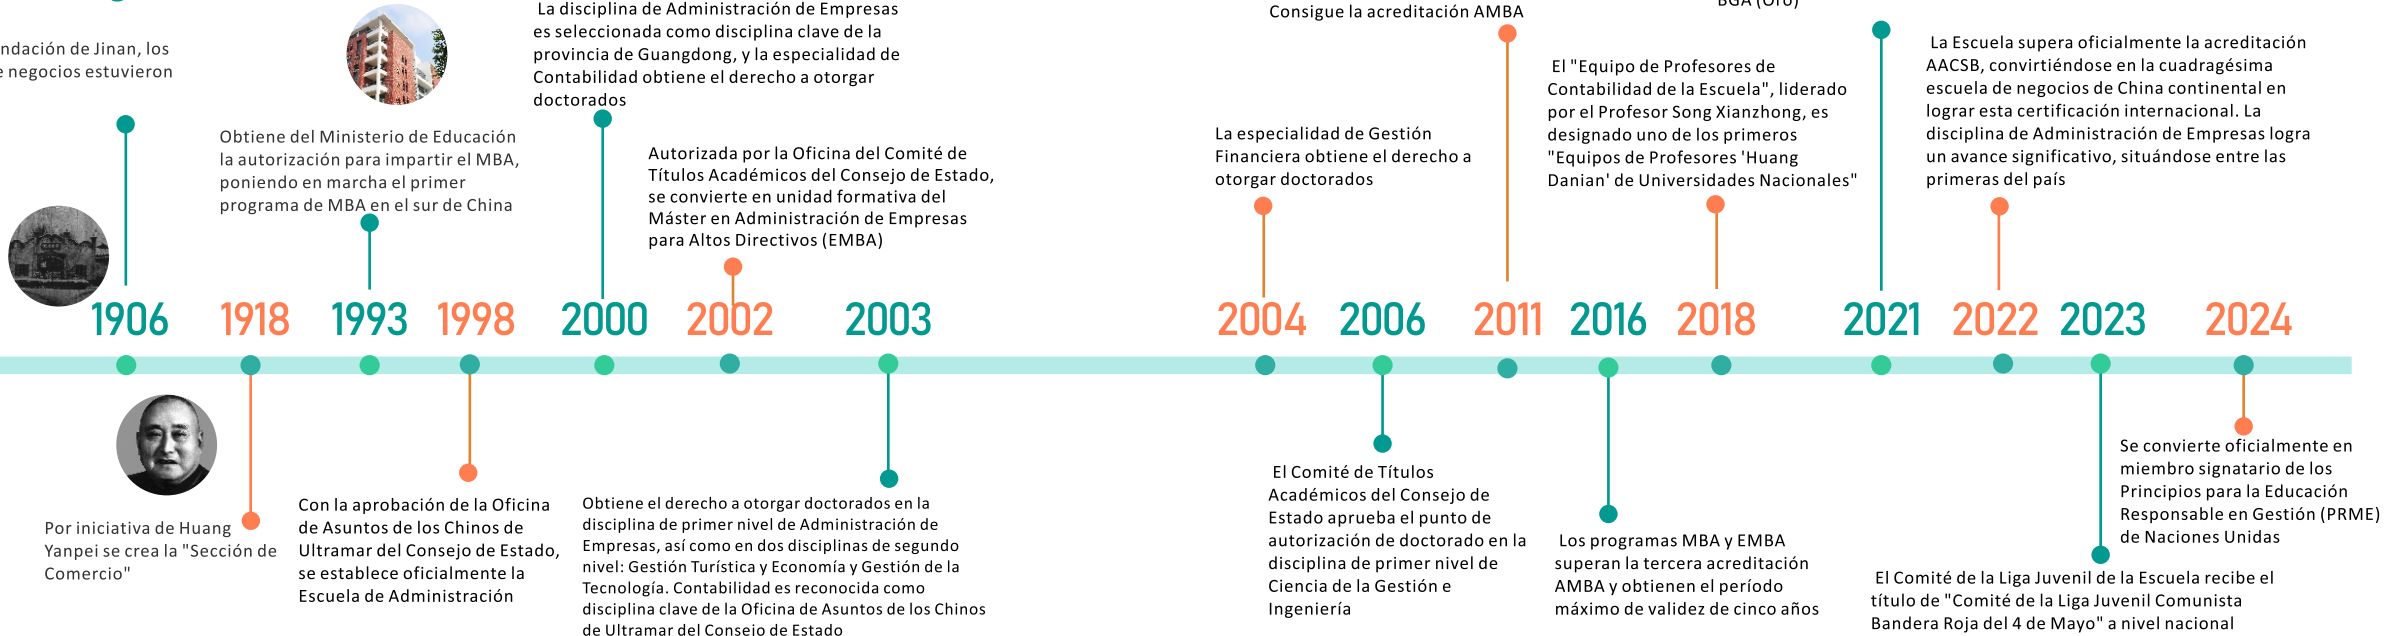 ndación de Jinan, los
e negocios estuvieron
Obtiene del Ministerio de Educación
la autorización para impartir el MBA,
poniendo en marcha el primer
programa de MBA en el sur de China
La disciplina de Administración de Empresas
es seleccionada como disciplina clave de la
provincia de Guangdong, y la especialidad de
Contabilidad obtiene el derecho a otorgar
doctorados
Autorizada por la Oficina del Comité de
Títulos Académicos del Consejo de Estado,
se convierte en unidad formativa del
Máster en Administración de Empresas
para Altos Directivos (EMBA)
La especialidad de Gestión
Financiera obtiene el derecho a
otorgar doctorados
Consigue la acreditación AMBA
El "Equipo de Profesores de
Contabilidad de la Escuela", liderado
por el Profesor Song Xianzhong, es
designado uno de los primeros
"Equipos de Profesores 'Huang
Danian' de Universidades Nacionales"
BGA (Oro)
La Escuela supera oficialmente la acreditación
AACSB, convirtiéndose en la cuadragésima
escuela de negocios de China continental en
lograr esta certificación internacional. La
disciplina de Administración de Empresas logra
un avance significativo, situándose entre las
primeras del país
1906 1918 1993 1998 2000 2002 2003 2004 2006 2011 2016 2018 2021 2022 2023 2024
Por iniciativa de Huang
Yanpei se crea la "Sección de
Comercio"
Con la aprobación de la Oficina
de Asuntos de los Chinos de
Ultramar del Consejo de Estado,
se establece oficialmente la
Escuela de Administración
Obtiene el derecho a otorgar doctorados en la
disciplina de primer nivel de Administración de
Empresas, así como en dos disciplinas de segundo
nivel: Gestión Turística y Economía y Gestión de la
Tecnología. Contabilidad es reconocida como
disciplina clave de la Oficina de Asuntos de los Chinos
de Ultramar del Consejo de Estado
El Comité de Títulos
Académicos del Consejo de
Estado aprueba el punto de
autorización de doctorado en la
disciplina de primer nivel de
Ciencia de la Gestión e
Ingeniería
Los programas MBA y EMBA
superan la tercera acreditación
AMBA y obtienen el período
máximo de validez de cinco años
El Comité de la Liga Juvenil de la Escuela recibe el
título de "Comité de la Liga Juvenil Comunista
Bandera Roja del 4 de Mayo" a nivel nacional
Se convierte oficialmente en
miembro signatario de los
Principios para la Educación
Responsable en Gestión (PRME)
de Naciones Unidas